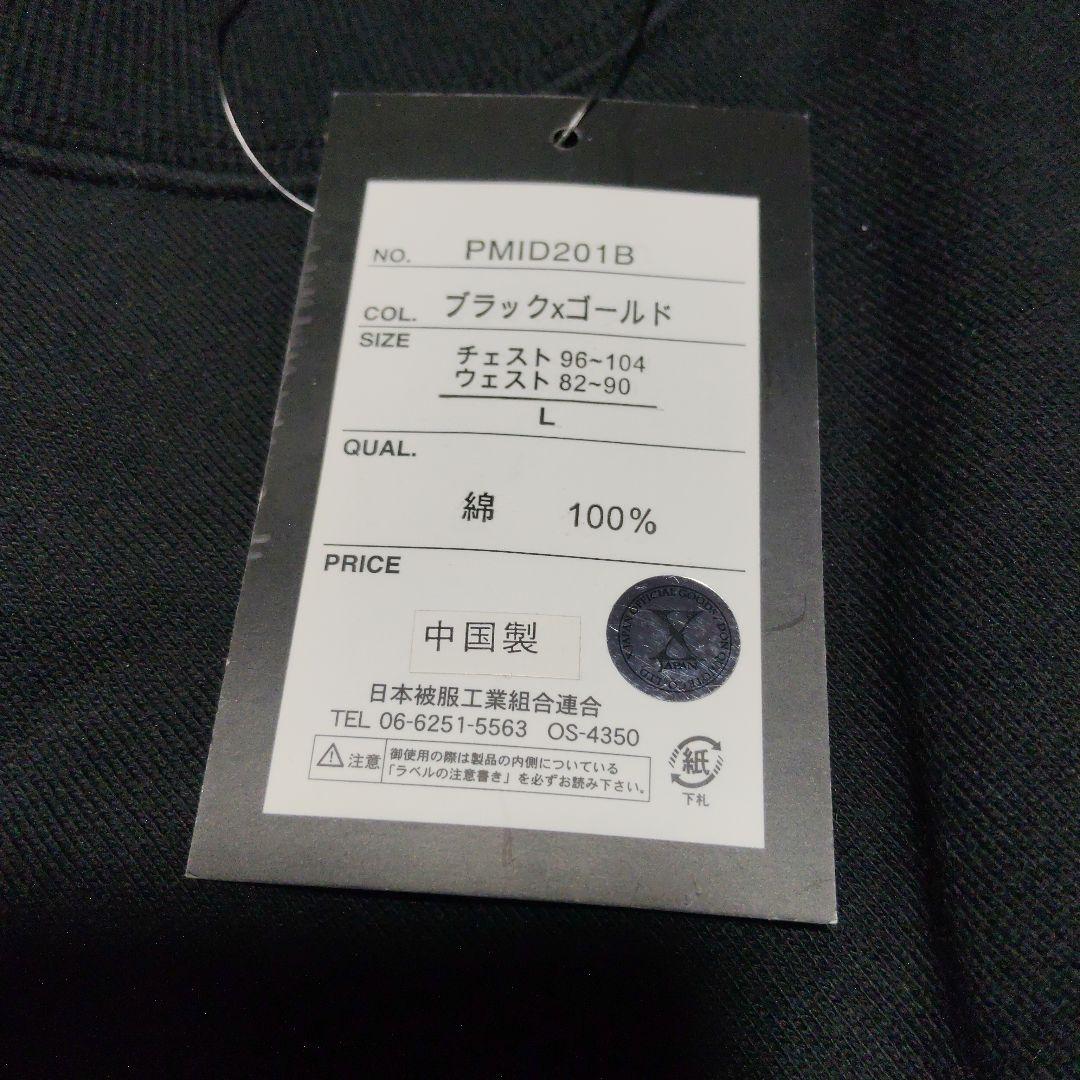 NO. PMID201B
COL. ブラックxゴールド
SIZE
チェスト 96~104
ウェスト 82~90
L
QUAL.
綿 100%
PRICE
X JAPAN OFFICIAL GOODS
X
JAPAN
中国製
日本被服工業組合連合
TEL 06-6251-5563 OS-4350
注意
御使用の際は製品の内側についている
「ラベルの注意書き」を必ずお読み下さい。
紙
下札